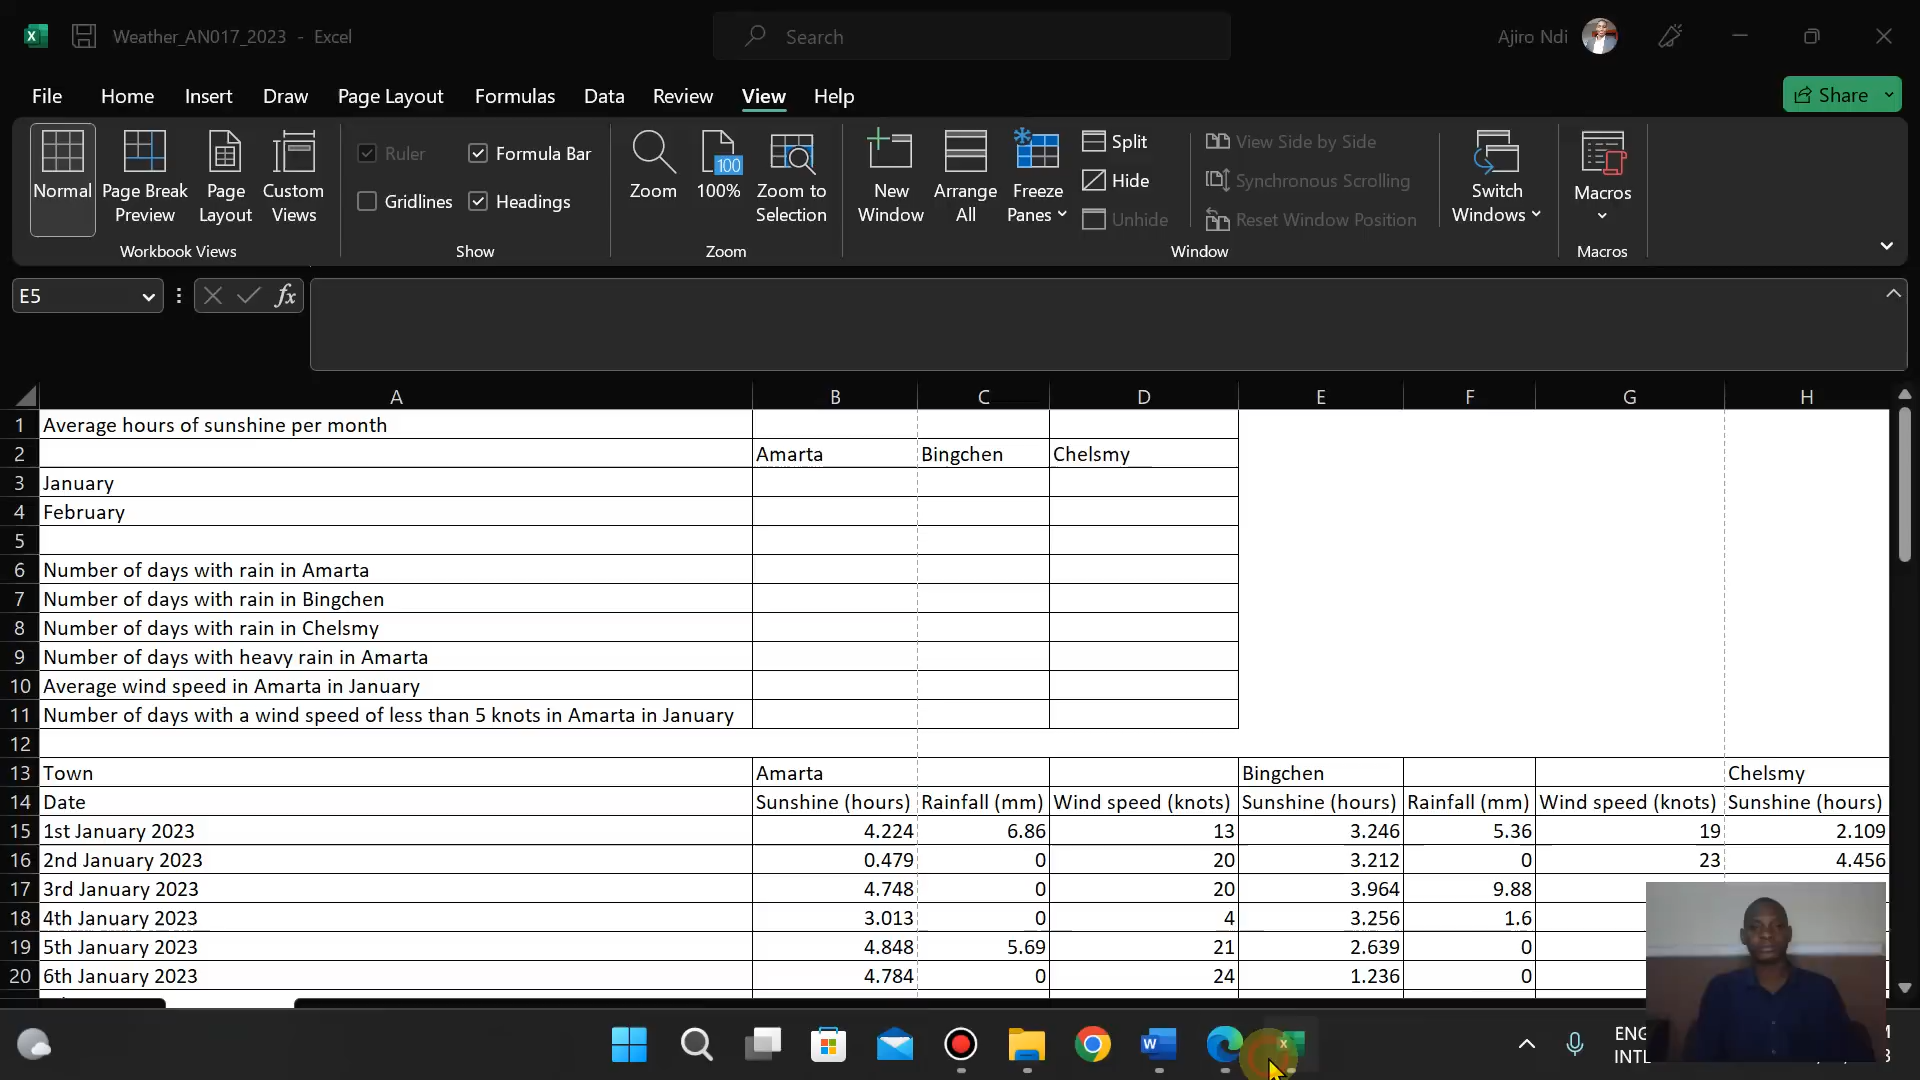 Weather_AN017_2023 - Excel
Search
Ajiro Ndi
File Home Insert Draw Page Layout Formulas Data Review View Help
Share
Normal
Page Break Preview
Page Layout
Custom Views
Workbook Views
Ruler
Formula Bar
Gridlines
Headings
Show
Zoom
100
100%
Zoom to Selection
Zoom
New Window
Arrange All
Freeze Panes
Split
Hide
Unhide
View Side by Side
Synchronous Scrolling
Reset Window Position
Window
Switch Windows
Macros
Macros
E5
fx
A B C D E F G H
1 Average hours of sunshine per month
2 Amarta Bingchen Chelsmy
3 January
4 February
5
6 Number of days with rain in Amarta
7 Number of days with rain in Bingchen
8 Number of days with rain in Chelsmy
9 Number of days with heavy rain in Amarta
10 Average wind speed in Amarta in January
11 Number of days with a wind speed of less than 5 knots in Amarta in January
12
13 Town Amarta Bingchen Chelsmy
14 Date Sunshine (hours) Rainfall (mm) Wind speed (knots) Sunshine (hours) Rainfall (mm) Wind speed (knots) Sunshine (hours)
15 1st January 2023 4.224 6.86 13 3.246 5.36 19 2.109
16 2nd January 2023 0.479 0 20 3.212 0 23 4.456
17 3rd January 2023 4.748 0 20 3.964 9.88
18 4th January 2023 3.013 0 4 3.256 1.6
19 5th January 2023 4.848 5.69 21 2.639 0
20 6th January 2023 4.784 0 24 1.236 0
ENG
INTL